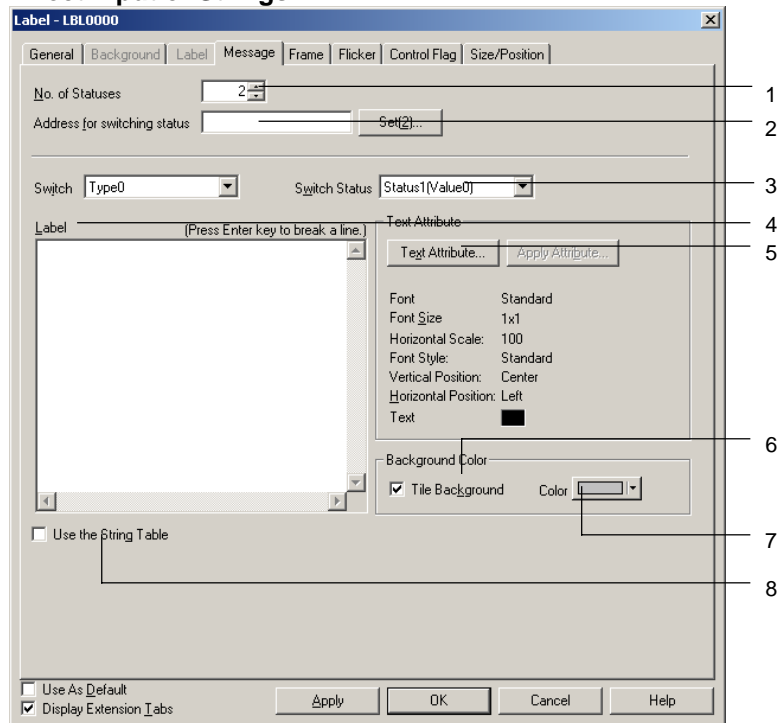 Label - LBL0000
General Background Label Message Frame Flicker Control Flag Size/Position
No. of Statuses 2 1
Address for switching status Set(2)... 2
Switch Type0 Switch Status Status1(Value0) 3
Label (Press Enter key to break a line.) Text Attribute 4
Text Attribute... Apply Attribute... 5
Font Standard
Font Size 1x1
Horizontal Scale: 100
Font Style: Standard
Vertical Position: Center
Horizontal Position: Left
Text
6
Background Color
Tile Background Color
Use the String Table 7
8
Use As Default
Display Extension Tabs Apply OK Cancel Help